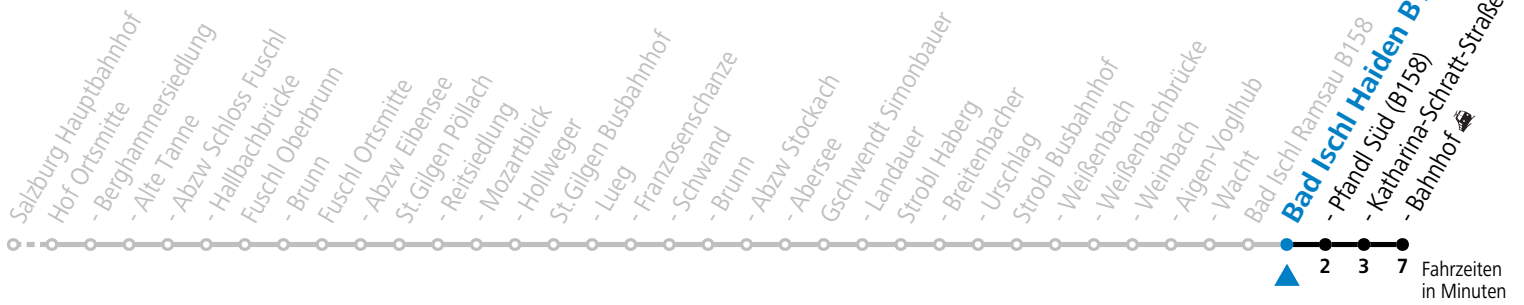 Salzburg Hauptbahnhof
Hof Ortsmitte
- Berghammersiedlung
- Alte Tanne
- Abzw Schloss Fuschl
- Hallbachbrücke
Fuschl Oberbrunn
- Brunn
Fuschl Ortsmitte
- Abzw Eibensee
St.Gilgen Pöllach
- Reitsiedlung
- Mozartblick
- Hollweger
St.Gilgen Busbahnhof
- Lueg
- Franzosenschanze
- Schwand
- Brunn
- Abzw Stockach
- Abersee
Gschwendt Simonbauer
- Landauer
Strobl Haberg
- Breitenbacher
- Urschlag
Strobl Busbahnhof
- Weißenbach
- Weißenbachbrücke
- Weinbach
- Aigen-Voglhub
- Wacht
Bad Ischl Ramsau B158
Bad Ischl Haiden
- Pfandl Süd (B158)
- Katharina-Schratt-Straße
- Bahnhof
2 3 7 Fahrzeiten
in Minuten